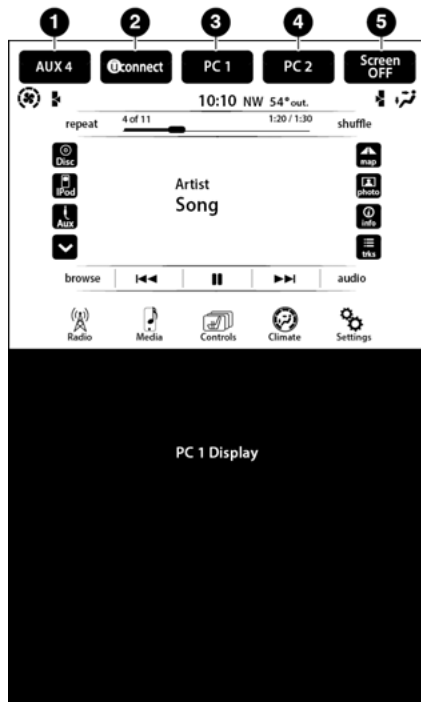 1 2 3 4 5
AUX 4 Uconnect PC 1 PC 2 Screen OFF
10:10 NW 54° out.
repeat 4 of 11 1:20 / 1:30 shuffle
Disc map
iPod Artist photo
Song
Aux info
trks
browse audio
Radio Media Controls Climate Settings
PC 1 Display